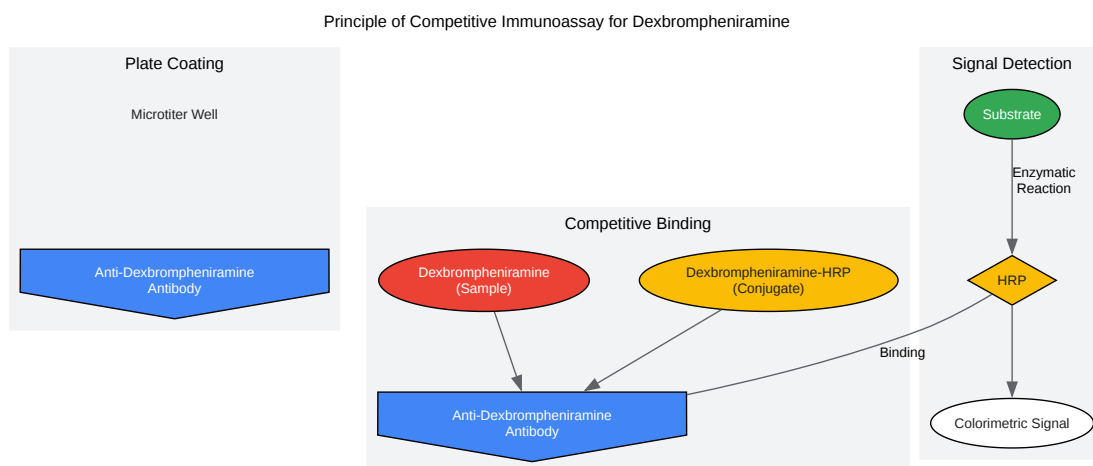 Principle of Competitive Immunoassay for Dexbrompheniramine
Plate Coating
Microtiter Well
Anti-Dexbrompheniramine
Antibody
Competitive Binding
Dexbrompheniramine
(Sample)
Dexbrompheniramine-HRP
(Conjugate)
Anti-Dexbrompheniramine
Antibody
Binding
Signal Detection
Substrate
Enzymatic
Reaction
HRP
Colorimetric Signal